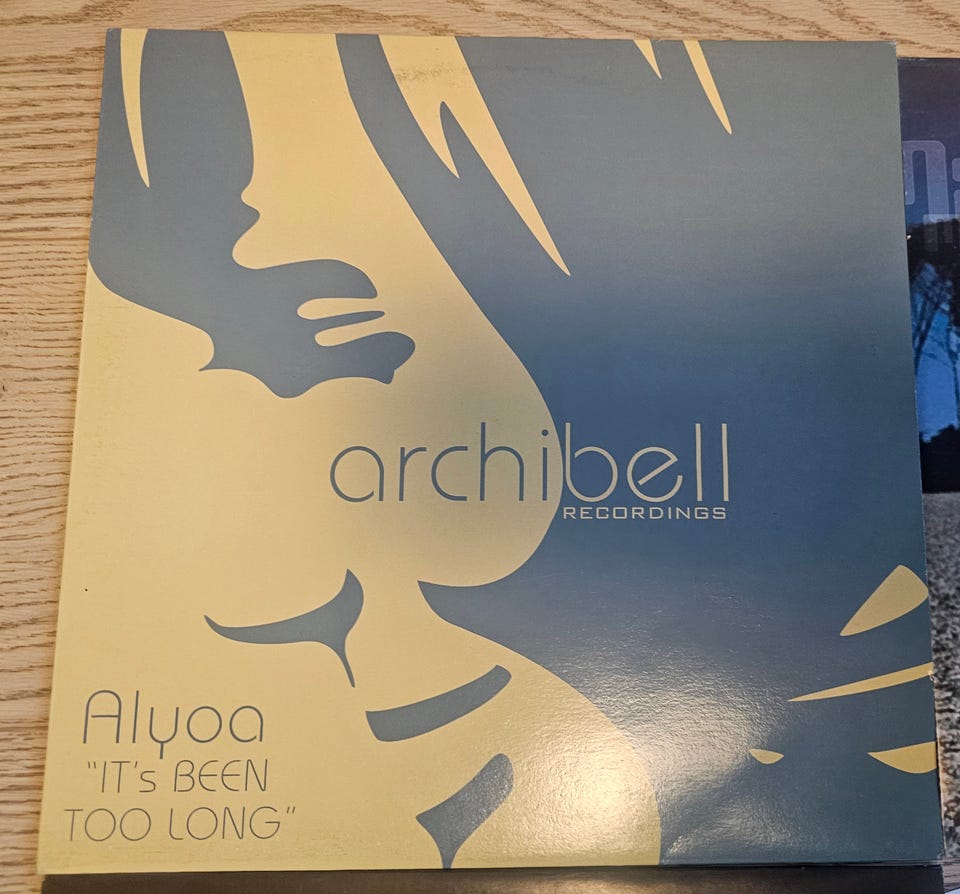 archibell
RECORDINGS
Alyoa
"IT's BEEN
TOO LONG"